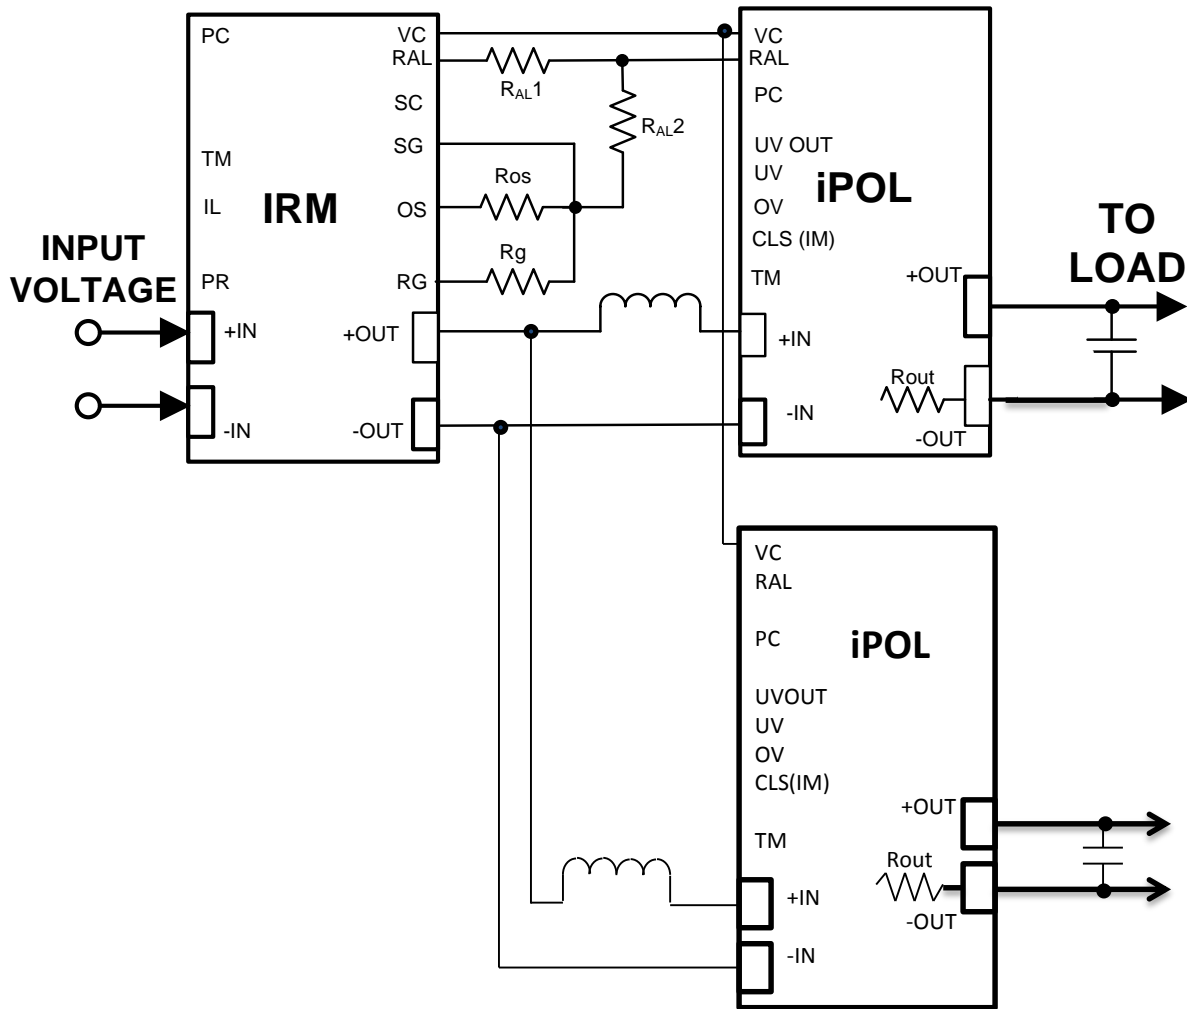 PC
VC
RAL
SC
SG
TM
IRM
IL
OS
PR
RG
+IN
+OUT
-IN
-OUT
INPUT
VOLTAGE
RAL1
RAL2
Ros
Rg
VC
RAL
PC
UV OUT
UV
iPOL
OV
CLS (IM)
TM
+OUT
+IN
Rout
-IN
-OUT
TO
LOAD
VC
RAL
PC
iPOL
UVOUT
UV
OV
CLS(IM)
+OUT
TM
Rout
+IN
-OUT
-IN